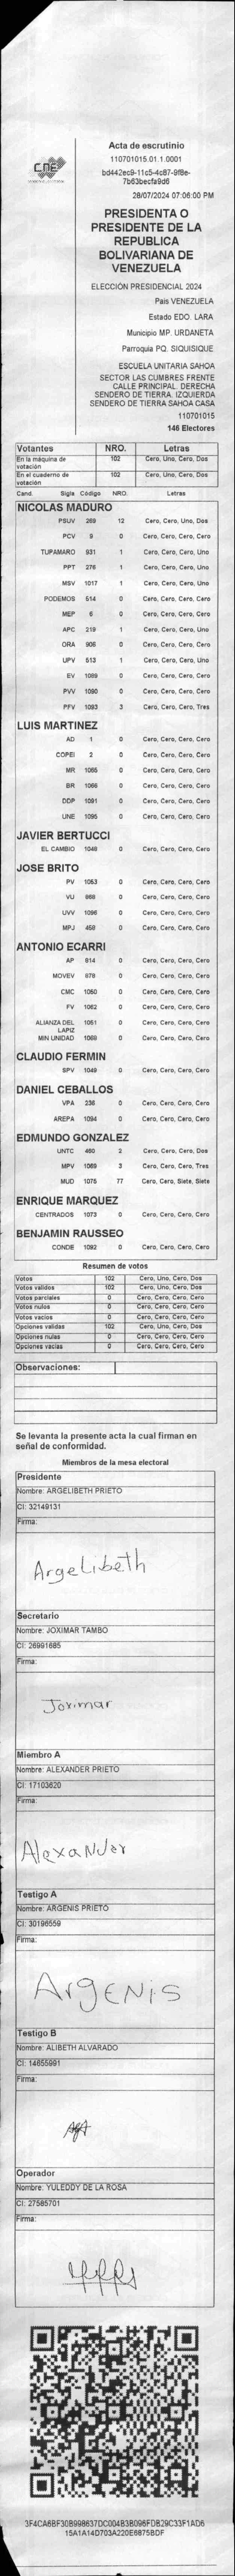 CNE
Acta de escrutinio
110701015.01.1.0001
bd442ec9-11c5-4c87-9f8e-
7b63becfa9d6
28/07/2024 07:06:00 PM
PRESIDENTA O
PRESIDENTE DE LA
REPUBLICA
BOLIVARIANA DE
VENEZUELA
ELECCIÓN PRESIDENCIAL 2024
Pais VENEZUELA
Estado EDO. LARA
Municipio MP. URDANETA
Parroquia PQ. SIQUISIQUE
ESCUELA UNITARIA SAHOA
SECTOR LAS CUMBRES FRENTE
CALLE PRINCIPAL. DERECHA
SENDERO DE TIERRA. IZQUIERDA
SENDERO DE TIERRA SAHOA CASA
110701015
146 Electores
Votantes NRO. Letras
En la máquina de votación 102 Cero, Uno, Cero, Dos
En el cuaderno de votación 102 Cero, Uno, Cero, Dos
Cand. Sigla Código NRO. Letras
NICOLAS MADURO
PSUV 269 12 Cero, Cero, Uno, Dos
PCV 9 0 Cero, Cero, Cero, Cero
TUPAMARO 931 1 Cero, Cero, Cero, Uno
PPT 276 1 Cero, Cero, Cero, Uno
MSV 1017 1 Cero, Cero, Cero, Uno
PODEMOS 514 0 Cero, Cero, Cero, Cero
MEP 6 0 Cero, Cero, Cero, Cero
APC 219 1 Cero, Cero, Cero, Uno
ORA 906 0 Cero, Cero, Cero, Cero
UPV 513 1 Cero, Cero, Cero, Uno
EV 1089 0 Cero, Cero, Cero, Cero
PVV 1090 0 Cero, Cero, Cero, Cero
PFV 1093 3 Cero, Cero, Cero, Tres
LUIS MARTINEZ
AD 1 0 Cero, Cero, Cero, Cero
COPEI 2 0 Cero, Cero, Cero, Cero
MR 1065 0 Cero, Cero, Cero, Cero
BR 1066 0 Cero, Cero, Cero, Cero
DDP 1091 0 Cero, Cero, Cero, Cero
UNE 1095 0 Cero, Cero, Cero, Cero
JAVIER BERTUCCI
EL CAMBIO 1048 0 Cero, Cero, Cero, Cero
JOSE BRITO
PV 1053 0 Cero, Cero, Cero, Cero
VU 868 0 Cero, Cero, Cero, Cero
UVV 1096 0 Cero, Cero, Cero, Cero
MPJ 459 0 Cero, Cero, Cero, Cero
ANTONIO ECARRI
AP 814 0 Cero, Cero, Cero, Cero
MOVEV 878 0 Cero, Cero, Cero, Cero
CMC 1050 0 Cero, Cero, Cero, Cero
FV 1062 0 Cero, Cero, Cero, Cero
ALIANZA DEL LAPIZ 1051 0 Cero, Cero, Cero, Cero
MIN UNIDAD 1069 0 Cero, Cero, Cero, Cero
CLAUDIO FERMIN
SPV 1049 0 Cero, Cero, Cero, Cero
DANIEL CEBALLOS
VPA 236 0 Cero, Cero, Cero, Cero
AREPA 1094 0 Cero, Cero, Cero, Cero
EDMUNDO GONZALEZ
UNTC 460 2 Cero, Cero, Cero, Dos
MPV 1069 3 Cero, Cero, Cero, Tres
MUD 1075 77 Cero, Cero, Siete, Siete
ENRIQUE MARQUEZ
CENTRADOS 1073 0 Cero, Cero, Cero, Cero
BENJAMIN RAUSSEO
CONDE 1092 0 Cero, Cero, Cero, Cero
Resumen de votos
Votos 102 Cero, Uno, Cero, Dos
Votos validos 102 Cero, Uno, Cero, Dos
Votos parciales 0 Cero, Cero, Cero, Cero
Votos nulos 0 Cero, Cero, Cero, Cero
Votos vacios 0 Cero, Cero, Cero, Cero
Opciones validas 102 Cero, Uno, Cero, Dos
Opciones nulas 0 Cero, Cero, Cero, Cero
Opciones vacias 0 Cero, Cero, Cero, Cero
Observaciones:
Se levanta la presente acta la cual firman en
señal de conformidad.
Miembros de la mesa electoral
Presidente
Nombre: ARGELIBETH PRIETO
CI: 32149131
Firma:
Argelibeth
Secretario
Nombre: JOXIMAR TAMBO
CI: 26991685
Firma:
Joximar
Miembro A
Nombre: ALEXANDER PRIETO
CI: 17103620
Firma:
Alexander
Testigo A
Nombre: ARGENIS PRIETO
CI: 30196559
Firma:
Argenis
Testigo B
Nombre: ALIBETH ALVARADO
CI: 14655991
Firma:
Operador
Nombre: YULEDDY DE LA ROSA
CI: 27585701
Firma:
3F4CA6BF30B998637DC004B3B096FDB29C33F1AD6
15A1A14D703A220E6875BDF